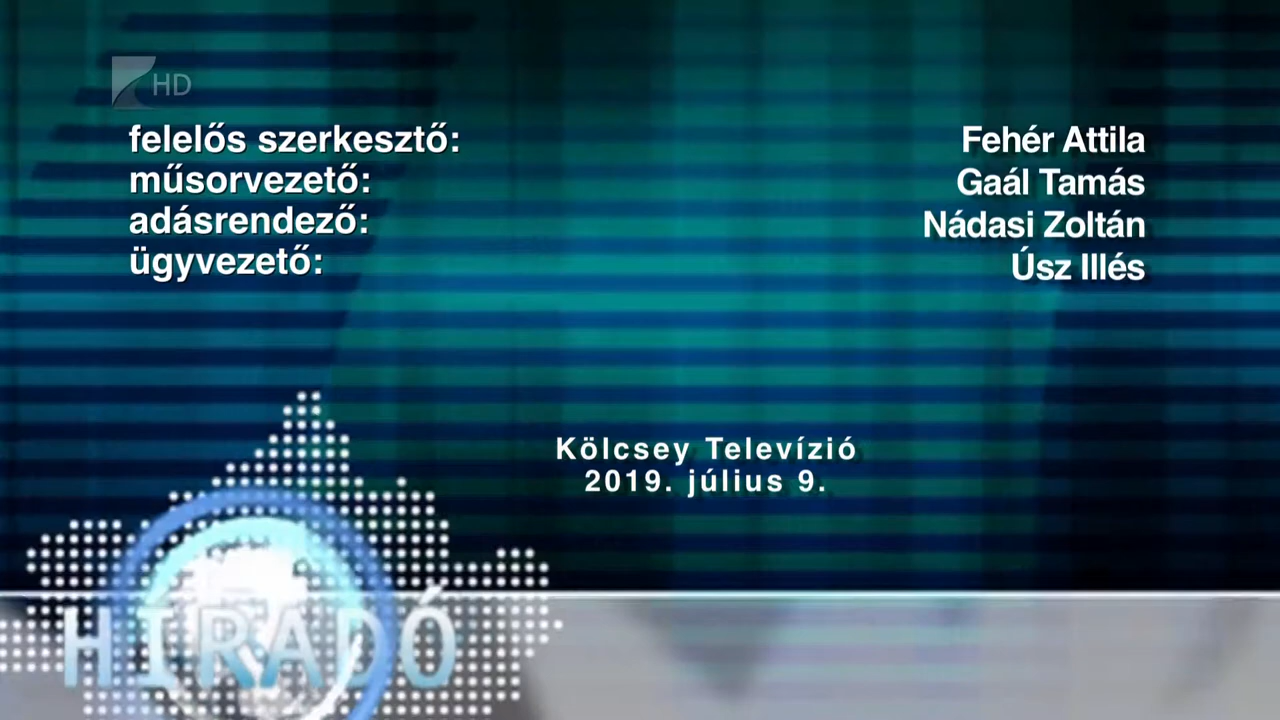 HD
felelős szerkesztő: Fehér Attila
műsorvezető: Gaál Tamás
adásrendező: Nádasi Zoltán
ügyvezető: Úsz Illés
Kölcsey Televízió
2019. július 9.
HÍRADÓ